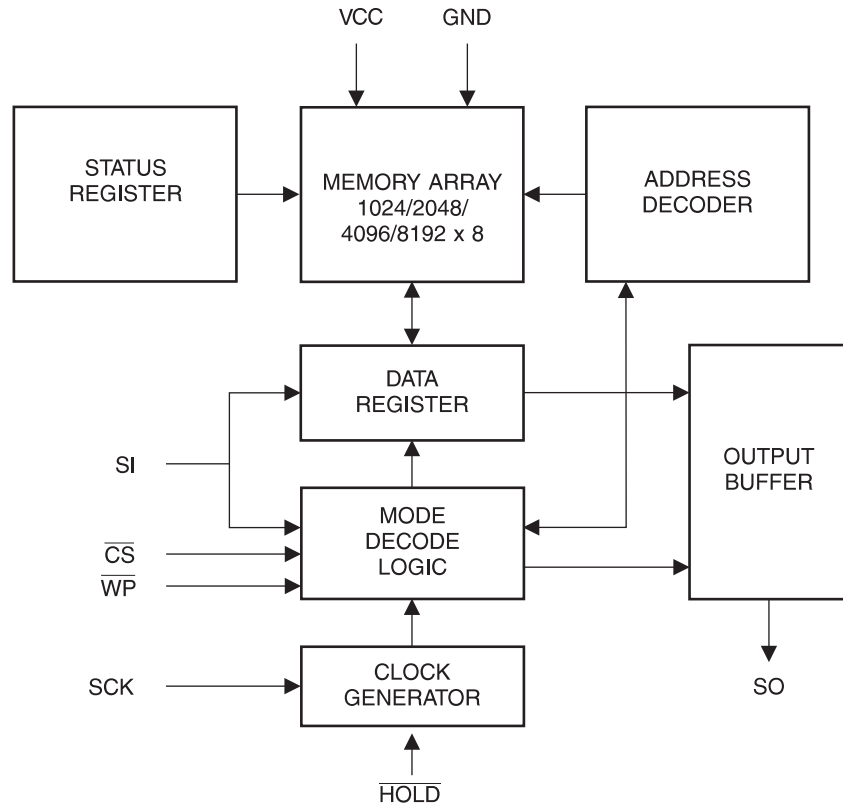 VCC
GND
STATUS
REGISTER
MEMORY ARRAY
1024/2048/
4096/8192 x 8
ADDRESS
DECODER
DATA
REGISTER
SI
OUTPUT
BUFFER
MODE
DECODE
LOGIC
CS
WP
CLOCK
GENERATOR
SCK
SO
HOLD